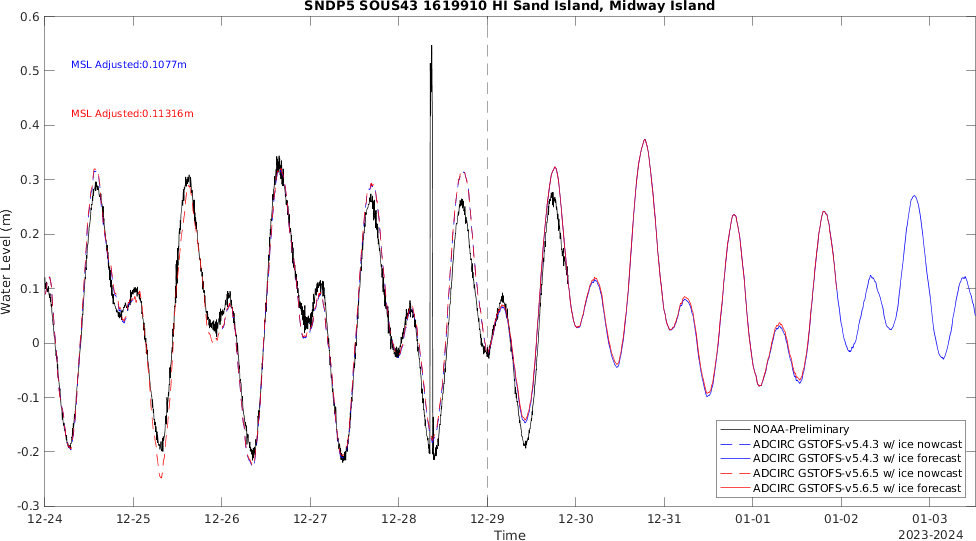 SNDP5 SOUS43 1619910 HI Sand Island, Midway Island
0.6
0.5
0.4
0.3
0.2
0.1
0
-0.1
-0.2
-0.3
Water Level (m)
MSL Adjusted:0.1077m
MSL Adjusted:0.11316m
NOAA-Preliminary
ADCIRC GSTOFS-v5.4.3 w/ ice nowcast
ADCIRC GSTOFS-v5.4.3 w/ ice forecast
ADCIRC GSTOFS-v5.6.5 w/ ice nowcast
ADCIRC GSTOFS-v5.6.5 w/ ice forecast
12-24 12-25 12-26 12-27 12-28 12-29 12-30 12-31 01-01 01-02 01-03
Time
2023-2024